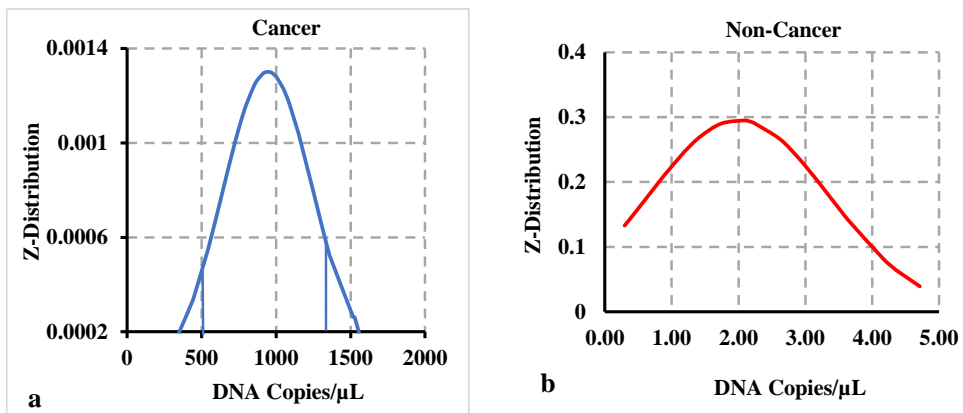 Cancer
0.0014
0.001
0.0006
0.0002
Z-Distribution
0 500 1000 1500 2000
DNA Copies/µL
a
Non-Cancer
0.4
0.3
0.2
0.1
0
Z-Distribution
0.00 1.00 2.00 3.00 4.00 5.00
DNA Copies/µL
b